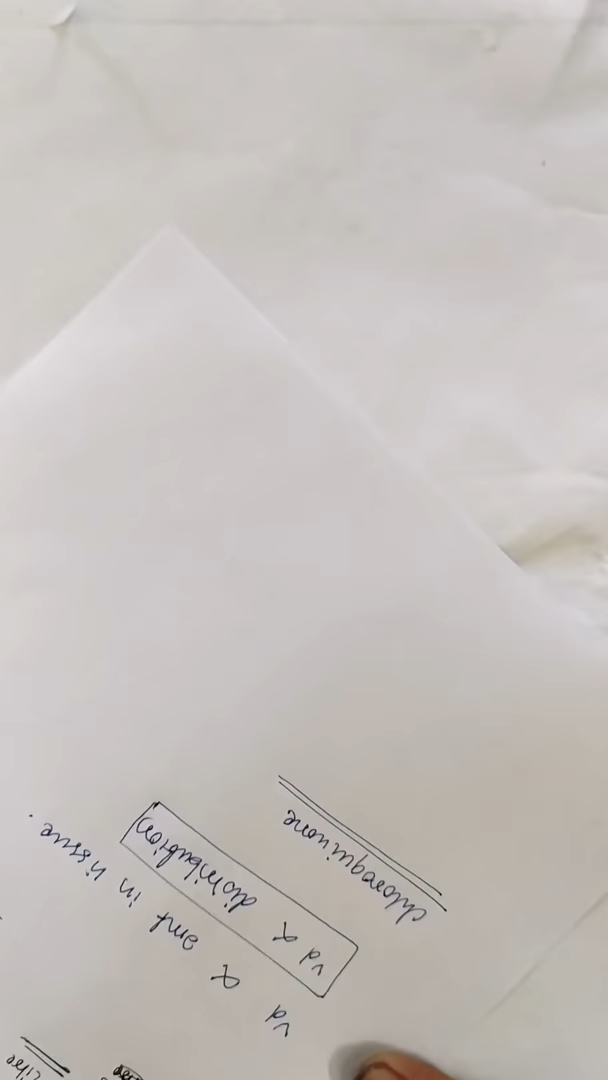 Vd α amt in tissue.
Vd α distribution
chloroquinone